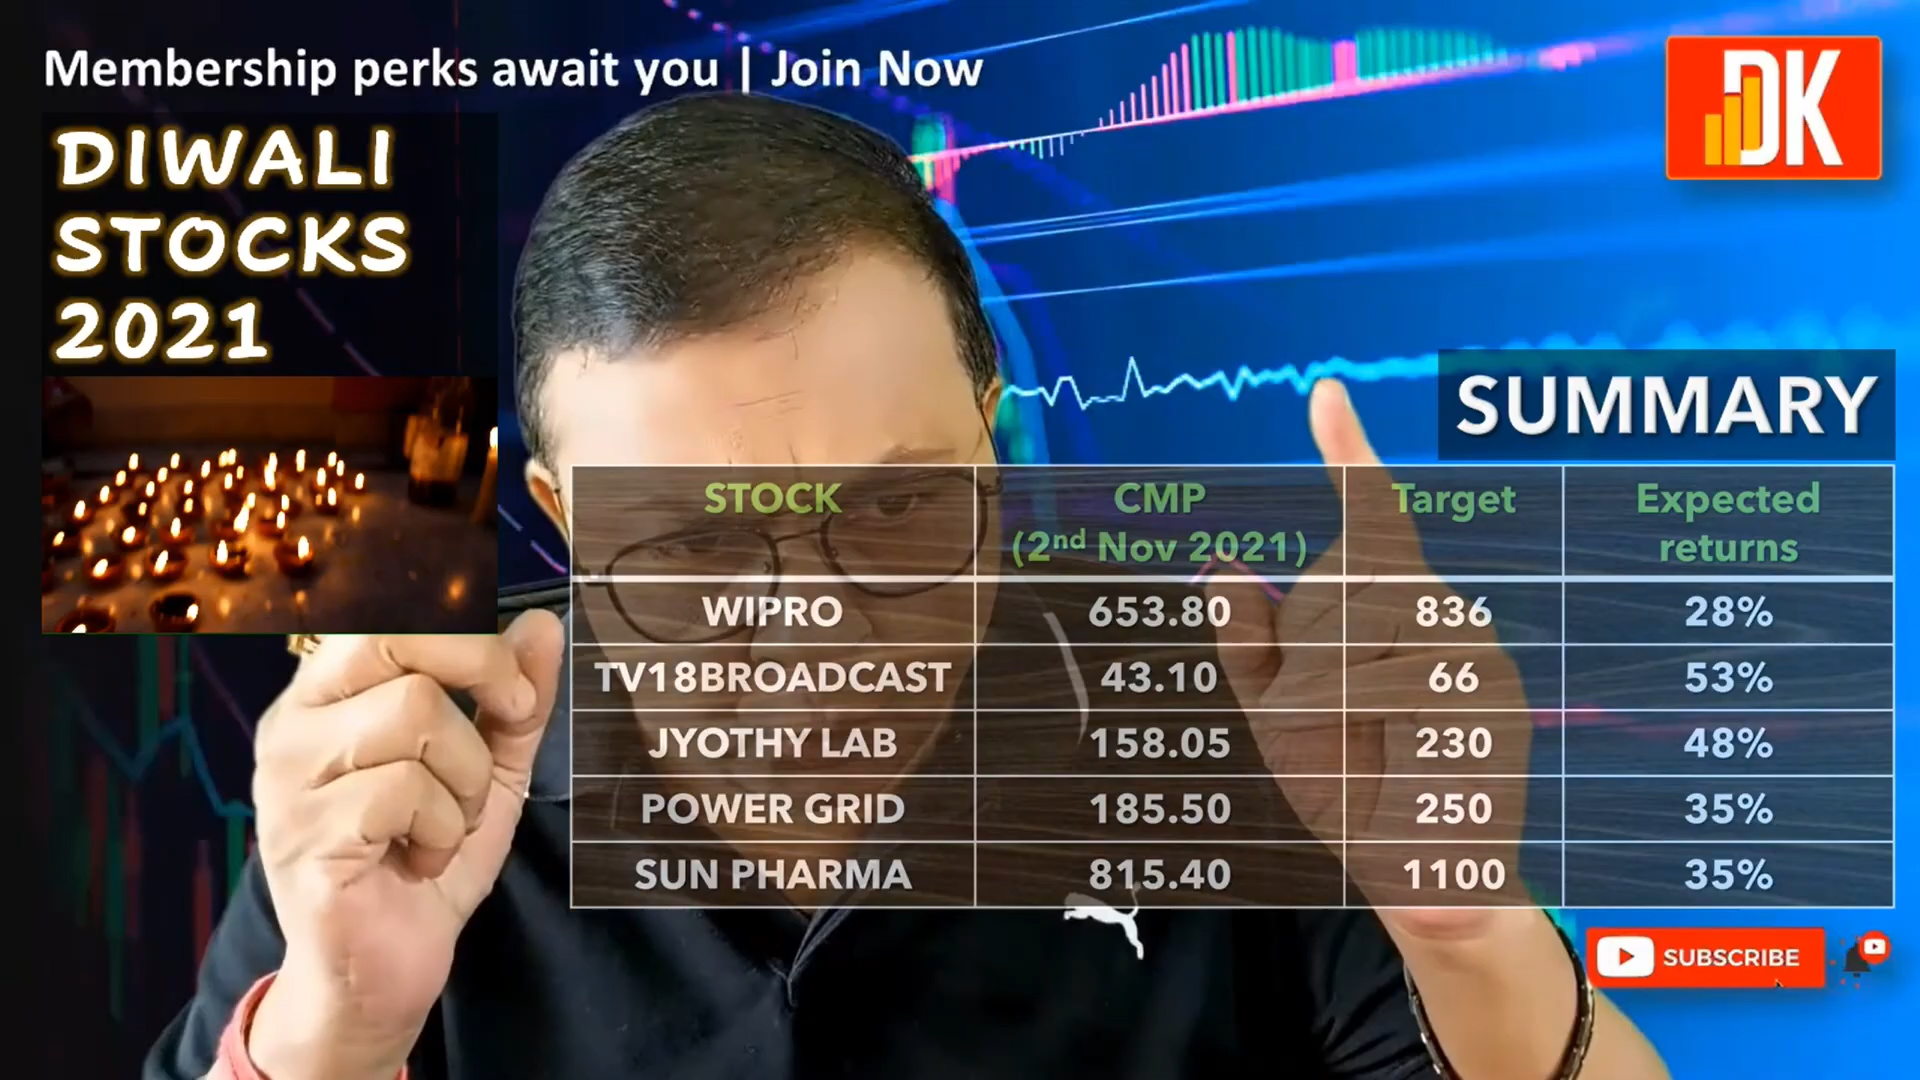 Membership perks await you | Join Now
DK
DIWALI
STOCKS
2021
SUMMARY
STOCK CMP Target Expected
(2nd Nov 2021) returns
WIPRO 653.80 836 28%
TV18BROADCAST 43.10 66 53%
JYOTHY LAB 158.05 230 48%
POWER GRID 185.50 250 35%
SUN PHARMA 815.40 1100 35%
SUBSCRIBE